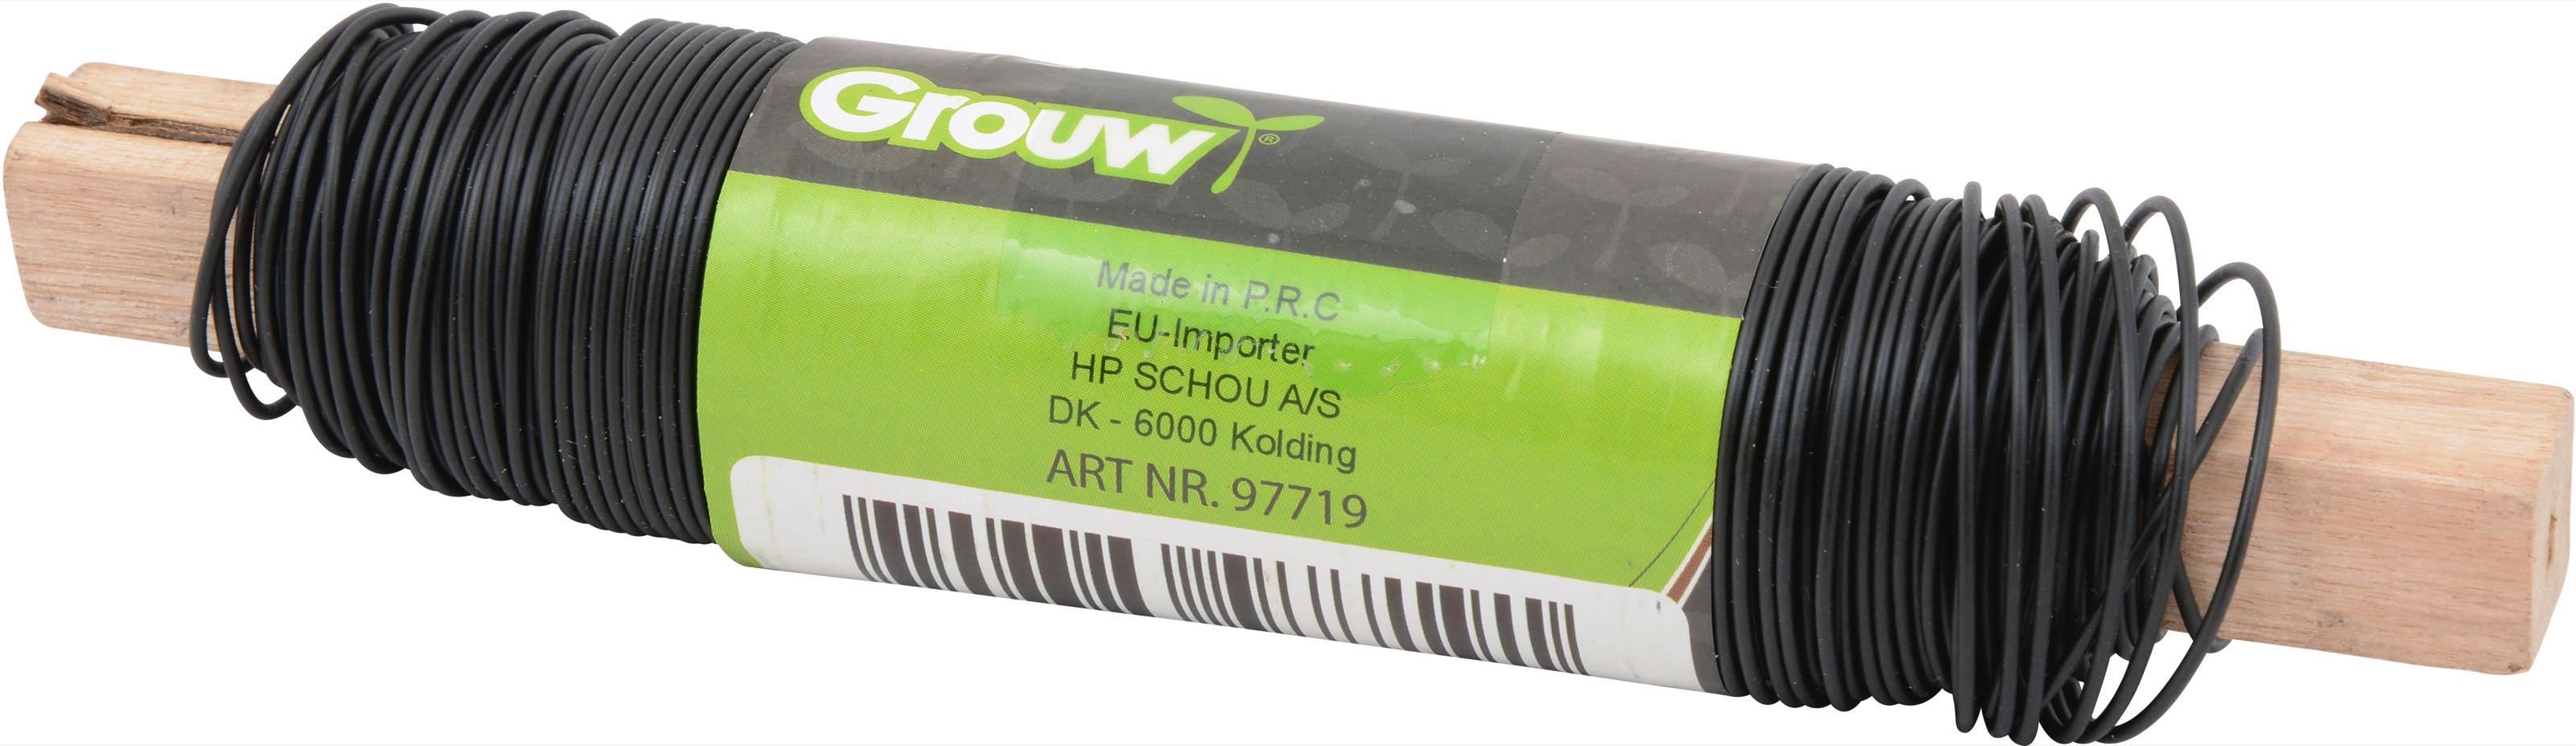 Grouw®
Made in P.R.C
EU-Importer
HP SCHOU A/S
DK - 6000 Kolding
ART NR. 97719